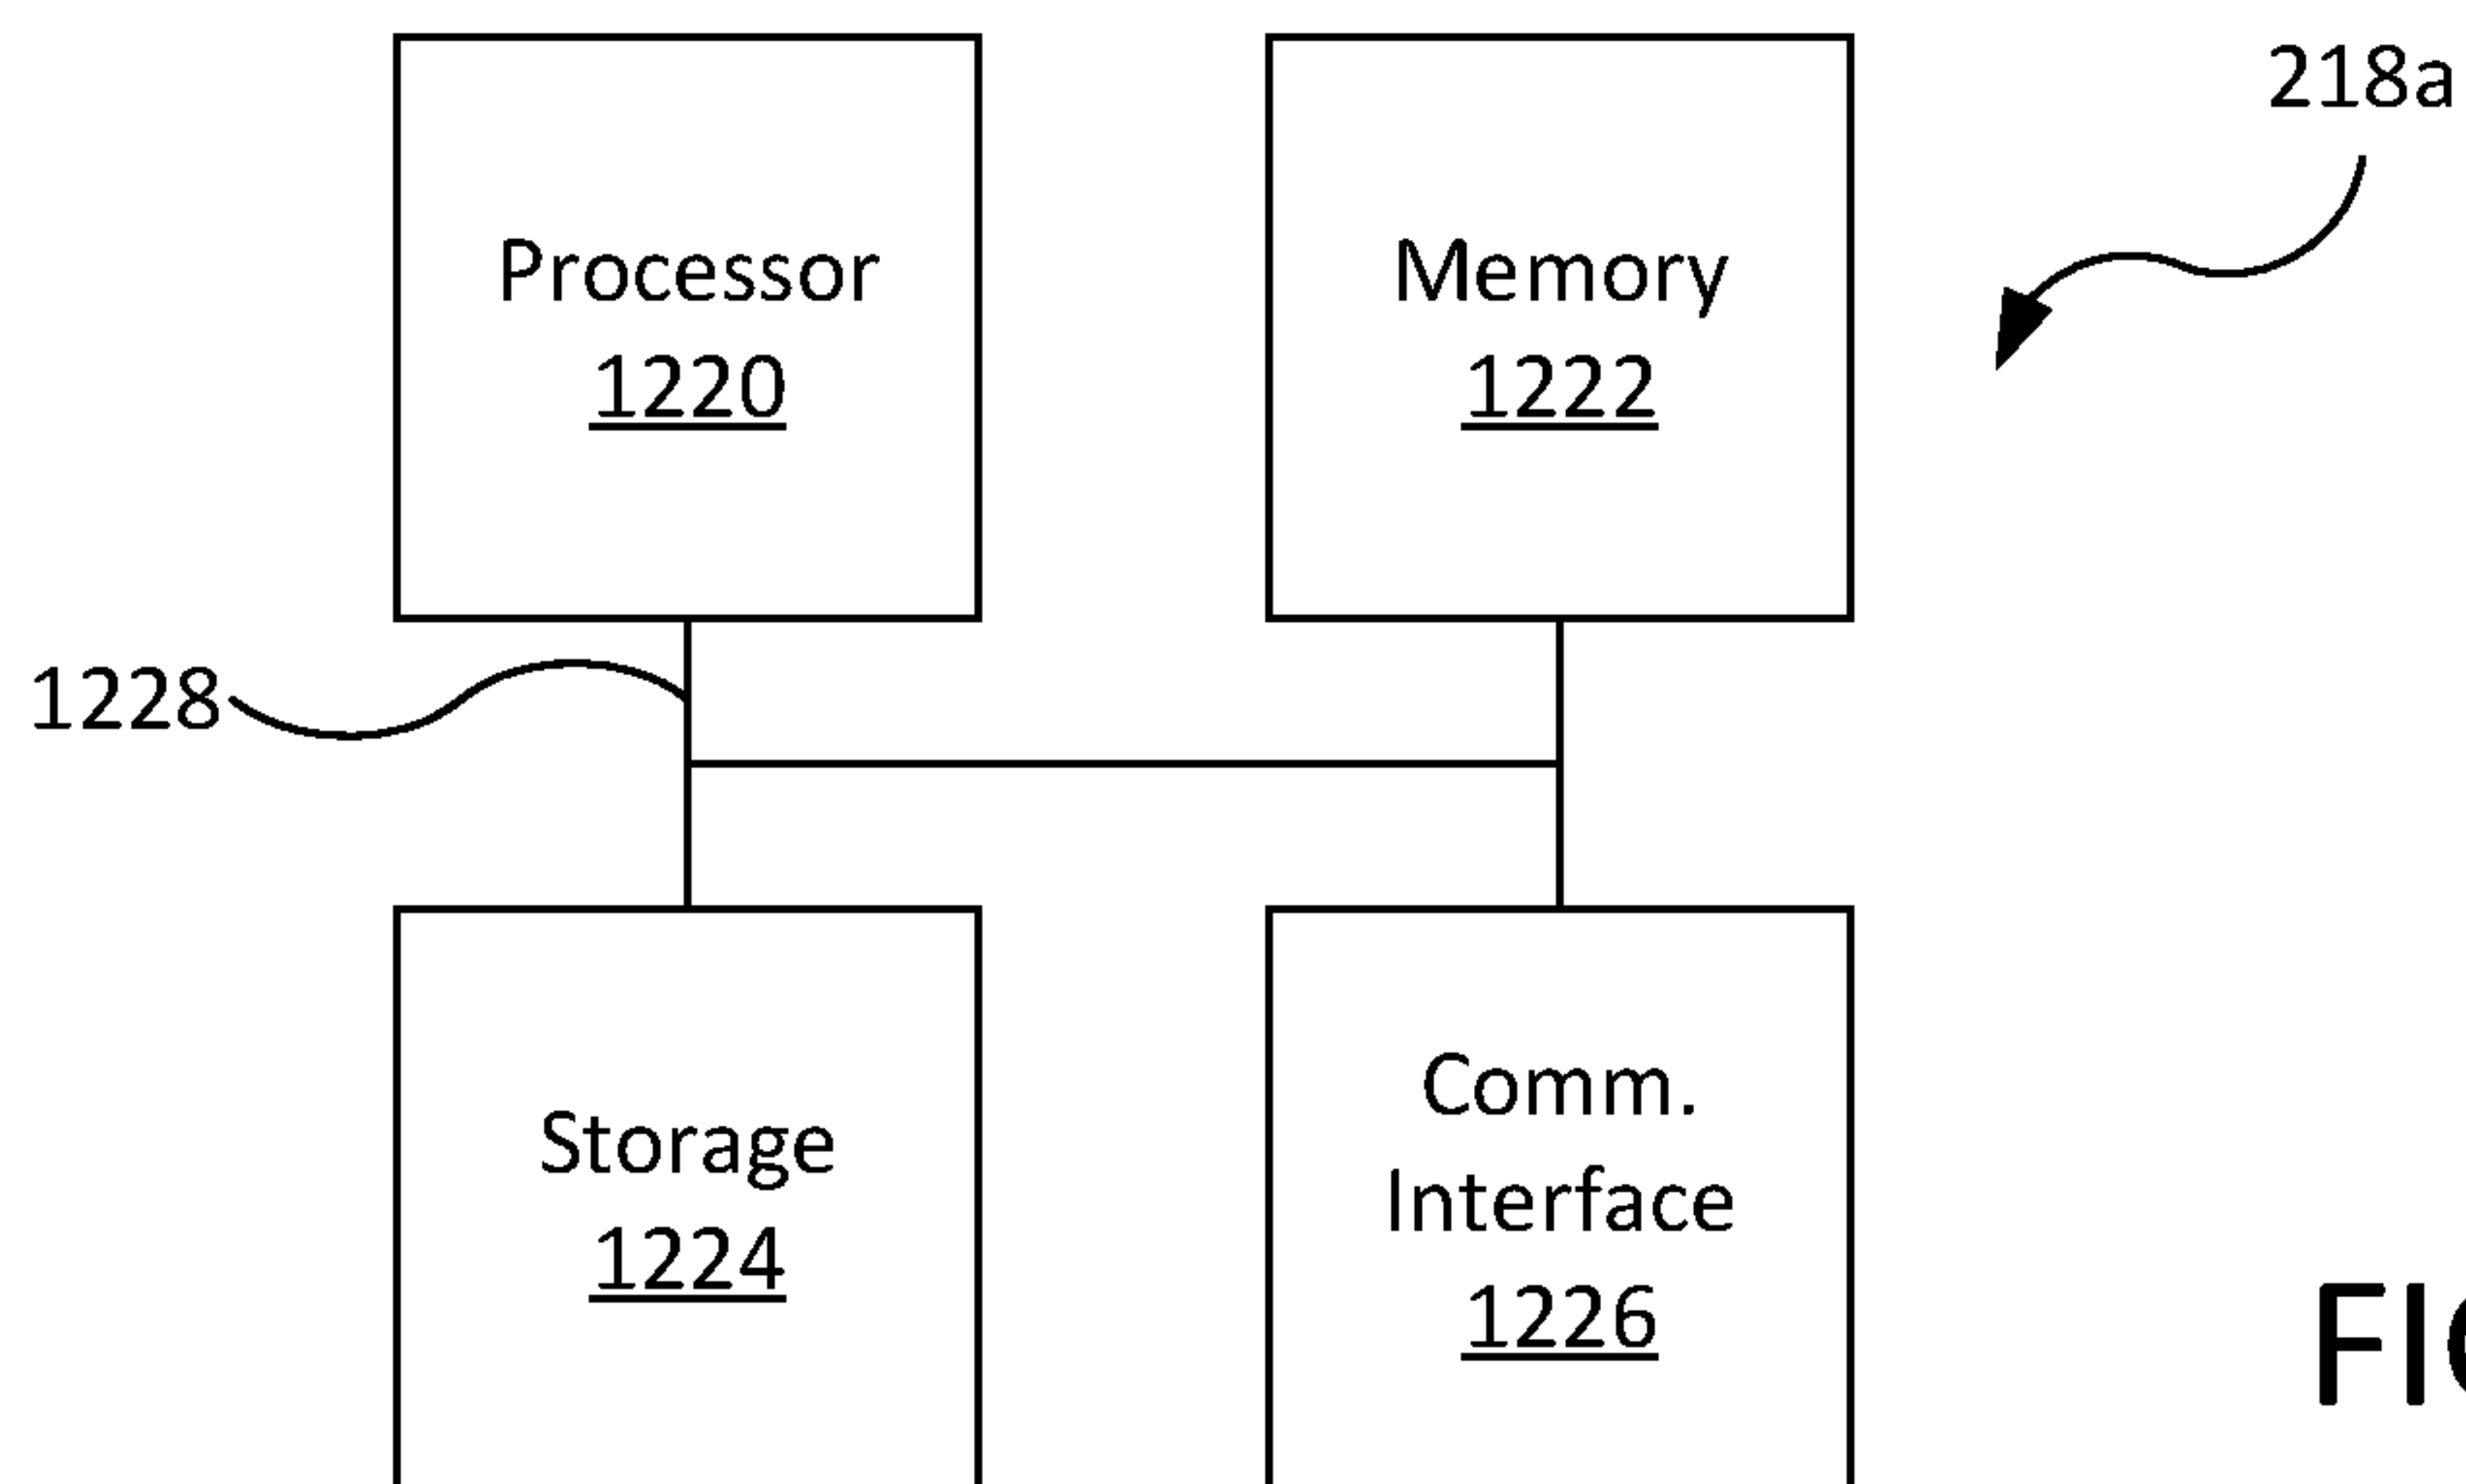 218a
Processor
1220
Memory
1222
1228
Storage
1224
Comm.
Interface
1226